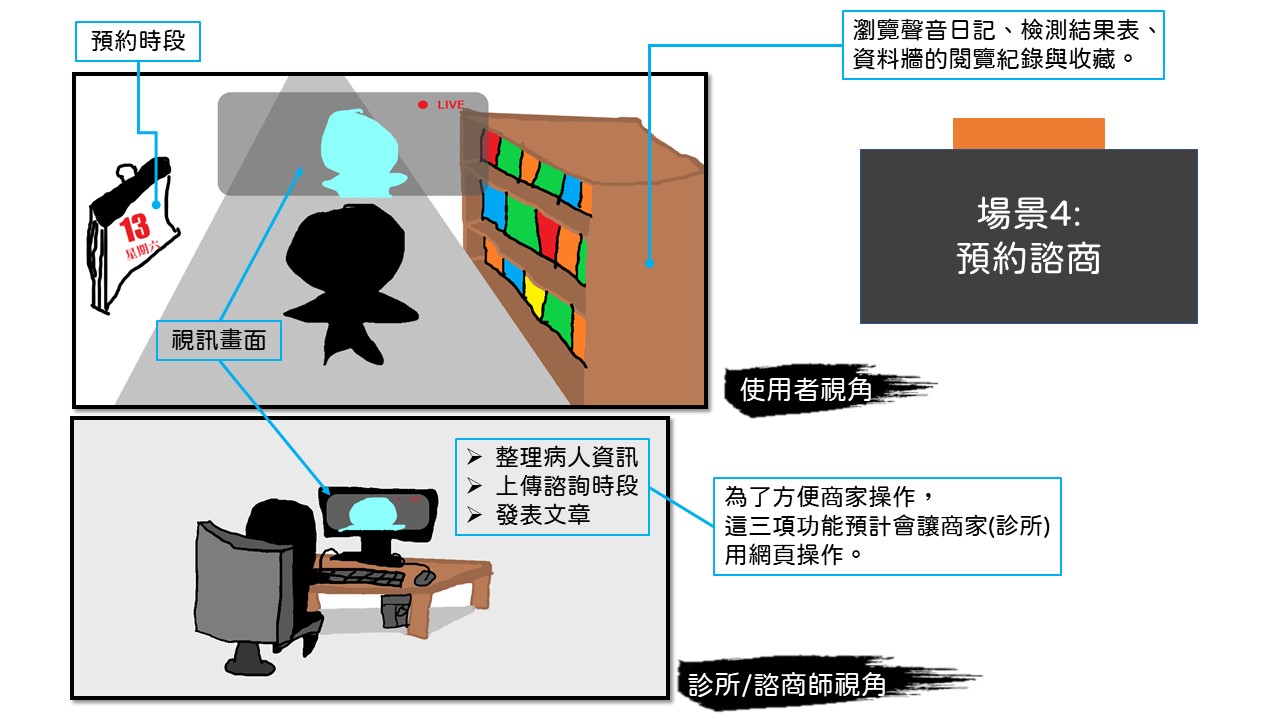 預約時段
瀏覽聲音日記、檢測結果表、
資料牆的閱覽紀錄與收藏。
LIVE
13
星期六
場景4:
預約諮商
視訊畫面
使用者視角
➢ 整理病人資訊
➢ 上傳諮詢時段
➢ 發表文章
為了方便商家操作，
這三項功能預計會讓商家(診所)
用網頁操作。
診所/諮商師視角